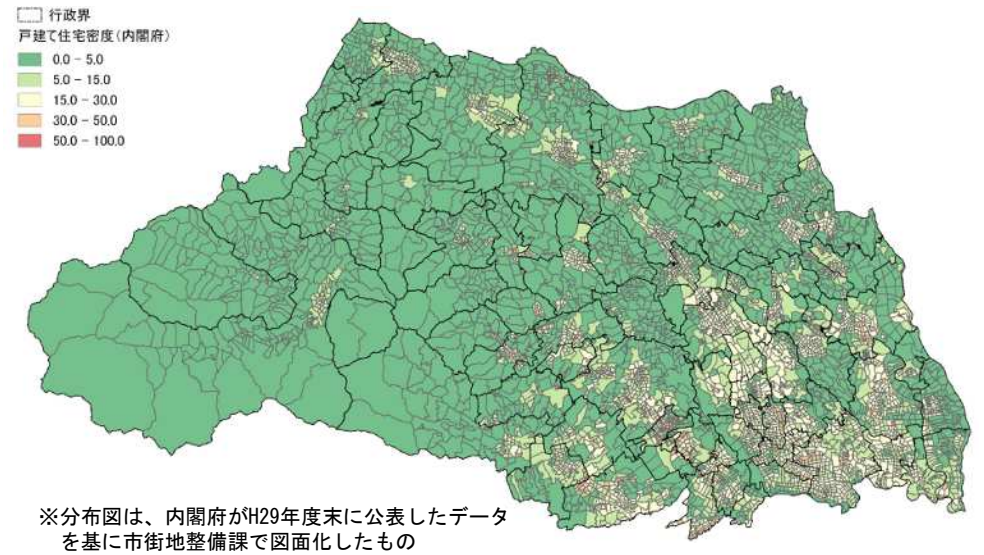 行政界
戸建て住宅密度(内閣府)
0.0 - 5.0
5.0 - 15.0
15.0 - 30.0
30.0 - 50.0
50.0 - 100.0
※分布図は、内閣府がH29年度末に公表したデータ
を基に市街地整備課で図面化したもの